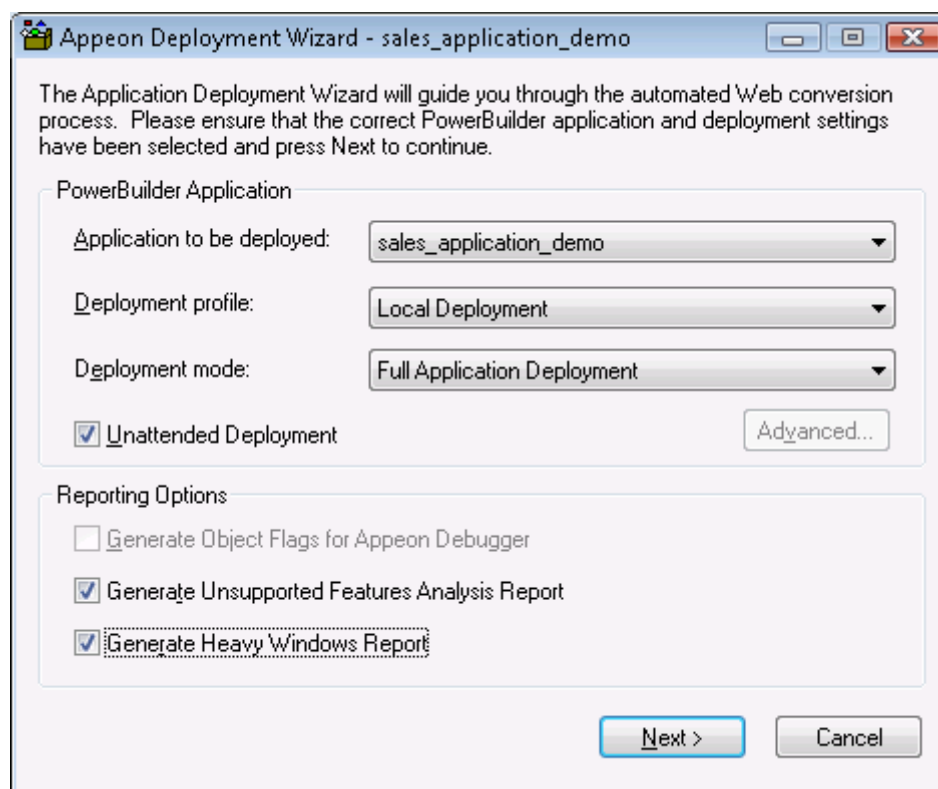 Appeon Deployment Wizard - sales_application_demo
The Application Deployment Wizard will guide you through the automated Web conversion
process.  Please ensure that the correct PowerBuilder application and deployment settings
have been selected and press Next to continue.
PowerBuilder Application
Application to be deployed:
sales_application_demo
Deployment profile:
Local Deployment
Deployment mode:
Full Application Deployment
Unattended Deployment
Advanced...
Reporting Options
Generate Object Flags for Appeon Debugger
Generate Unsupported Features Analysis Report
Generate Heavy Windows Report
Next >
Cancel